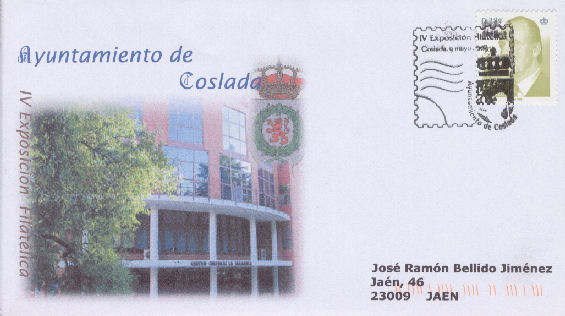 Ayuntamiento de
Coslada
IV Exposición Filatélica
IV Exposición Filatélica
Ayuntamiento de Coslada
José Ramón Bellido Jiménez
Jaén, 46
23009 JAEN